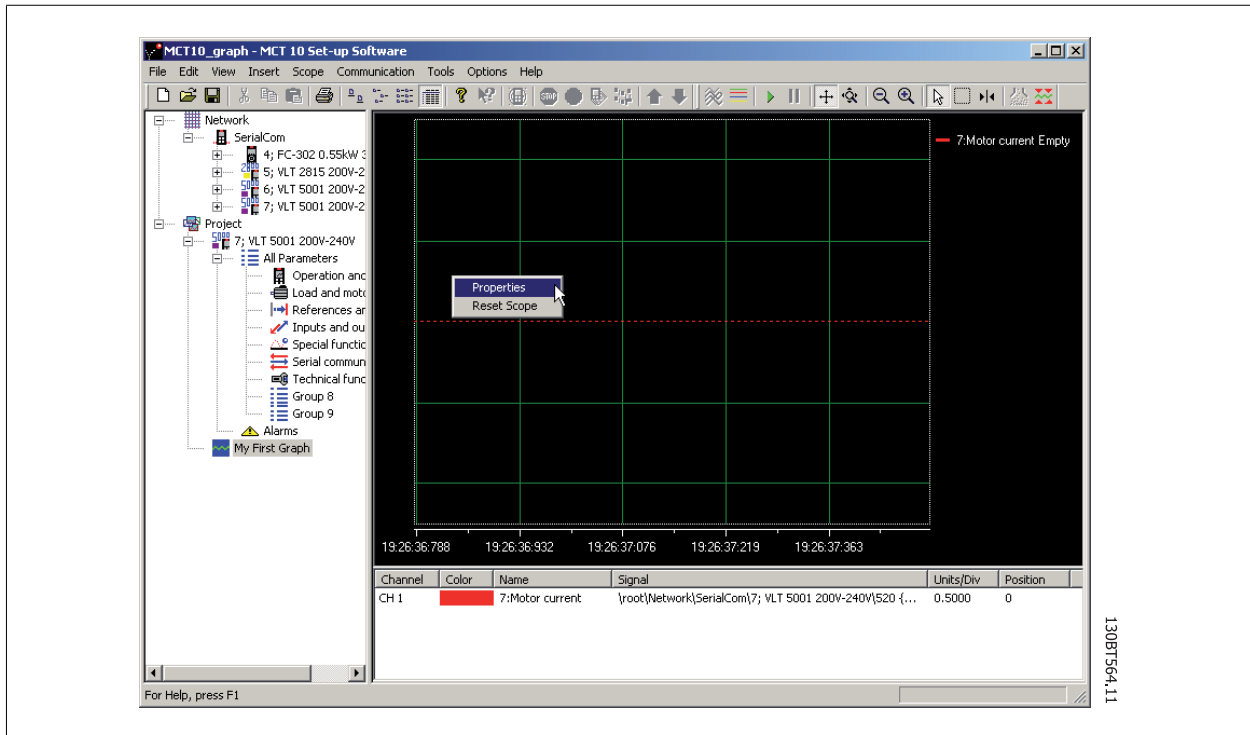 MCT10_graph - MCT 10 Set-up Software
File Edit View Insert Scope Communication Tools Options Help
Network
SerialCom
4; FC-302 0.55kW 3
5; VLT 2815 200V-2
6; VLT 5001 200V-2
7; VLT 5001 200V-2
Project
7; VLT 5001 200V-240V
All Parameters
Operation and
Load and moto
References ar
Inputs and ou
Special functio
Serial commun
Technical func
Group 8
Group 9
Alarms
My First Graph
7:Motor current Empty
Properties
Reset Scope
19:26:36:788 19:26:36:932 19:26:37:076 19:26:37:219 19:26:37:363
Channel Color Name Signal Units/Div Position
CH 1 7:Motor current \root\Network\SerialCom\7; VLT 5001 200V-240V\520 {... 0.5000 0
For Help, press F1
130BT564.11